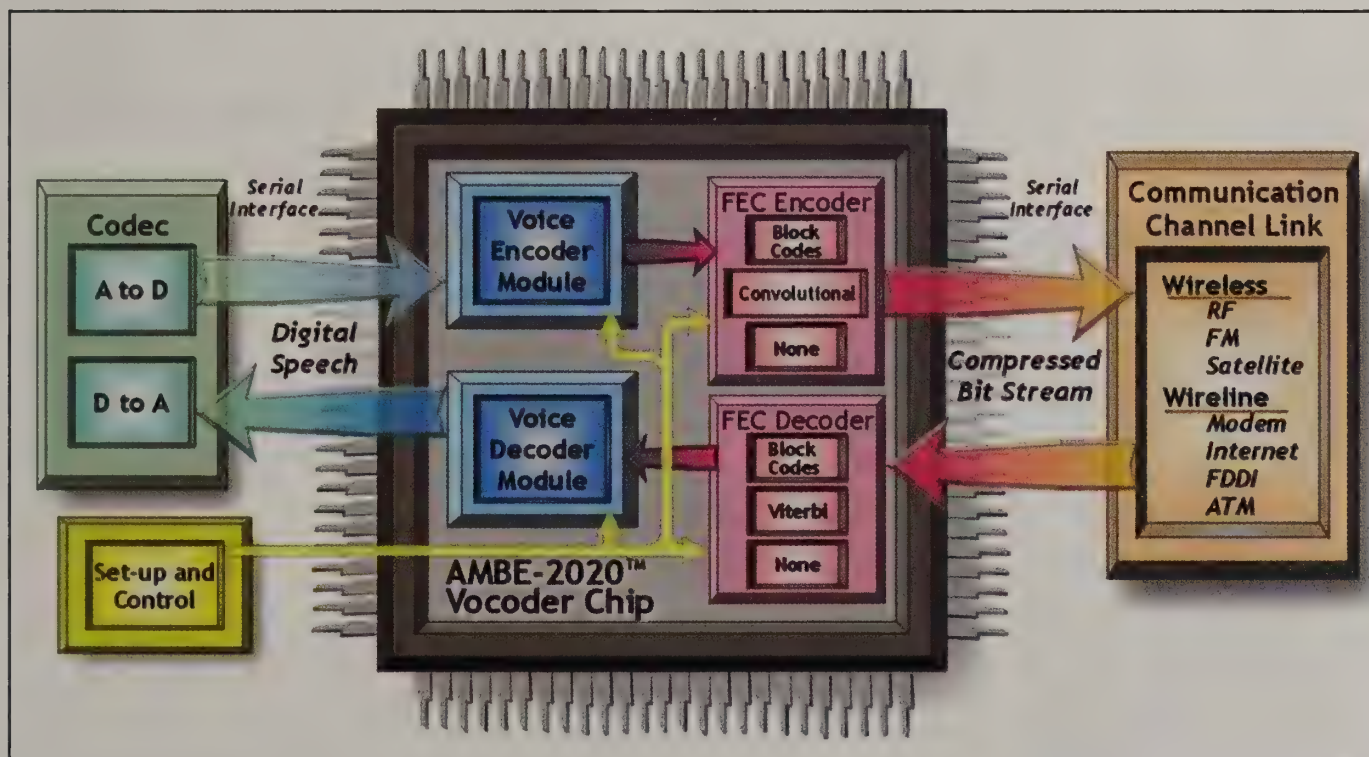 Codec
A to D
D to A
Set-up and
Control
Serial
Interface
Digital
Speech
Voice
Encoder
Module
Voice
Decoder
Module
AMBE-2020™
Vocoder Chip
FEC Encoder
Block
Codes
Convolutional
None
FEC Decoder
Block
Codes
Viterbi
None
Serial
Interface
Compressed
Bit Stream
Communication
Channel Link
Wireless
RF
FM
Satellite
Wireline
Modem
Internet
FDDI
ATM